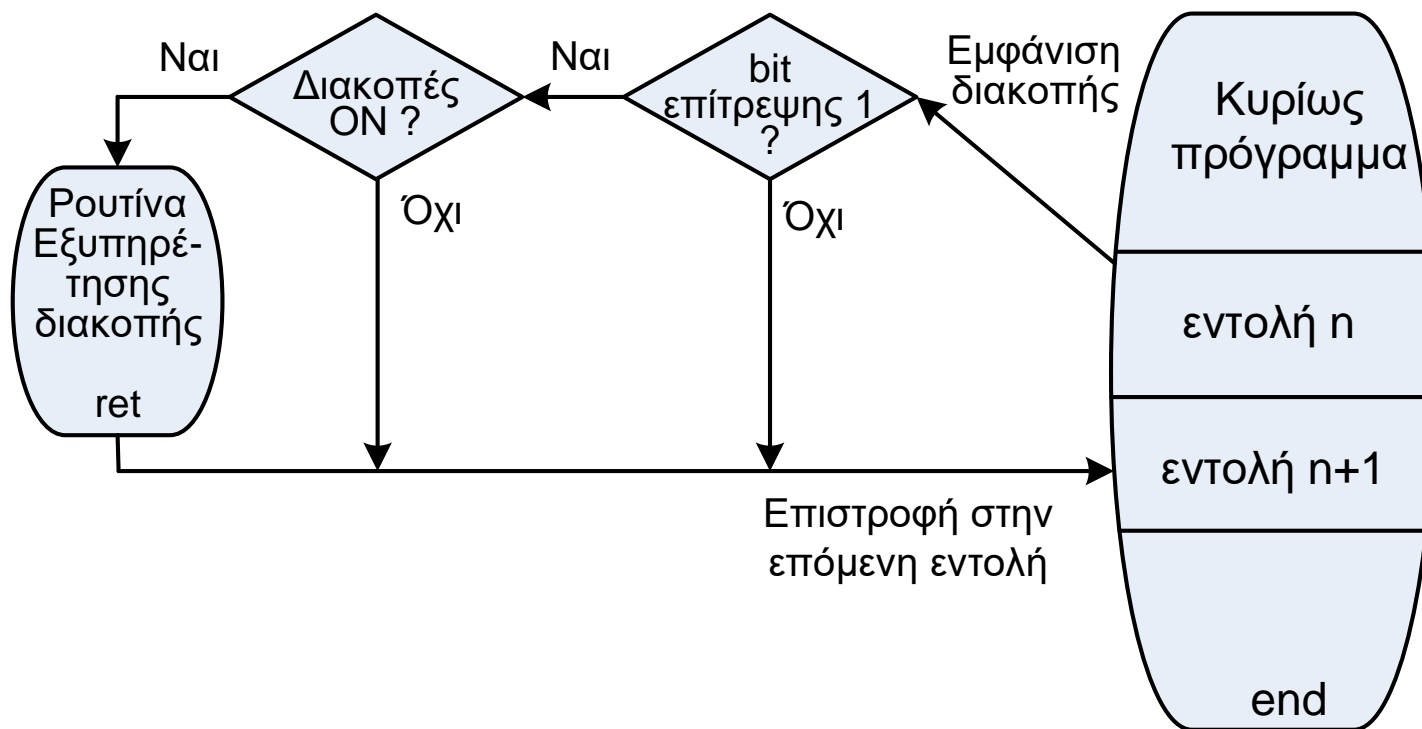 Ναι
Διακοπές
ON ?
Ναι
bit
επίτρεψης 1
?
Εμφάνιση
διακοπής
Κυρίως
πρόγραμμα
Ρουτίνα
Εξυπηρέ-
τησης
διακοπής
ret
Όχι
Όχι
εντολή n
εντολή n+1
Επιστροφή στην
επόμενη εντολή
end